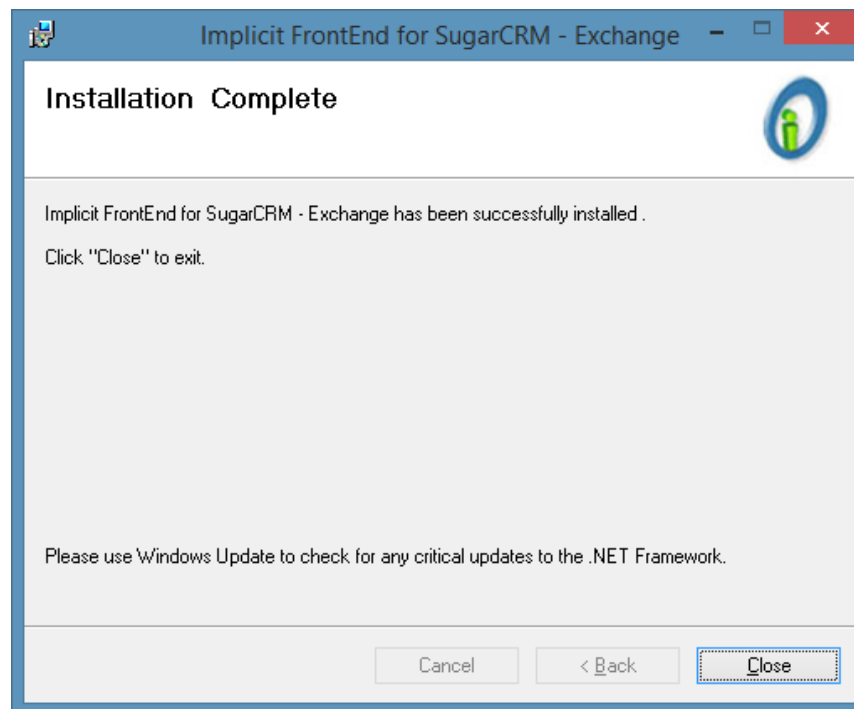 Implicit FrontEnd for SugarCRM - Exchange
Installation Complete
Implicit FrontEnd for SugarCRM - Exchange has been successfully installed .
Click "Close" to exit.
Please use Windows Update to check for any critical updates to the .NET Framework.
Cancel
< Back
Close